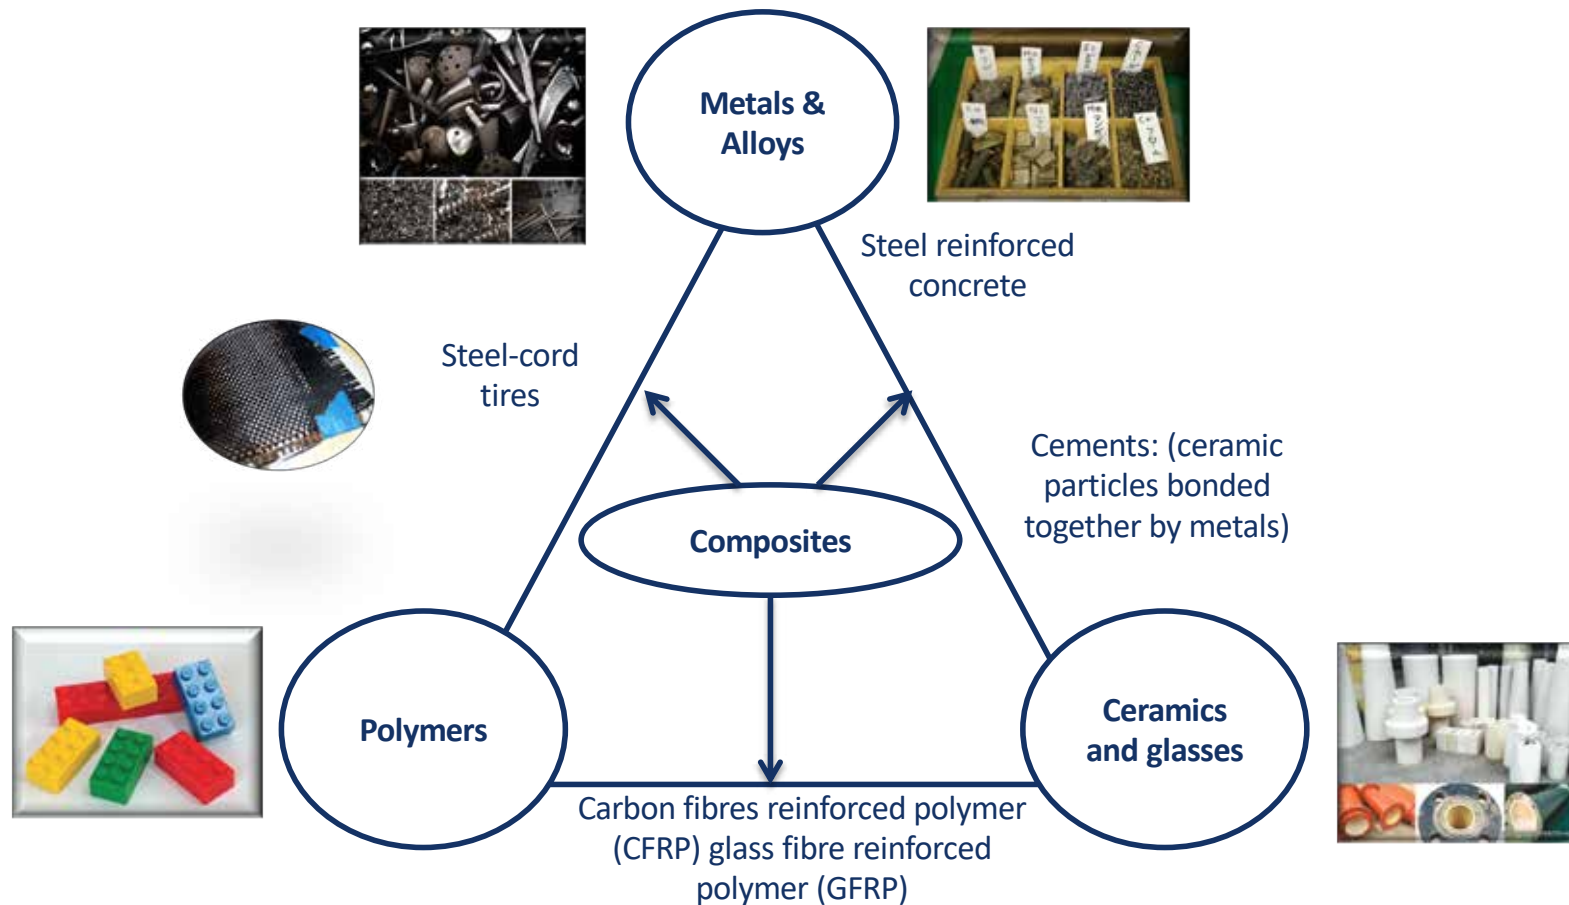 Metals &
Alloys
Steel reinforced
concrete
Steel-cord
tires
Cements: (ceramic
particles bonded
together by metals)
Composites
Polymers
Ceramics
and glasses
Carbon fibres reinforced polymer
(CFRP) glass fibre reinforced
polymer (GFRP)